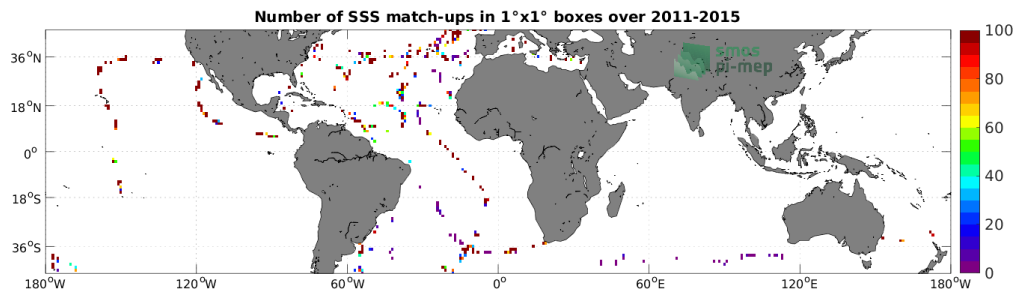 Number of SSS match-ups in 1°x1° boxes over 2011-2015
smos
pi-mep
36°N
18°N
0°
18°S
36°S
180°W 120°W 60°W 0° 60°E 120°E 180°W
100
80
60
40
20
0